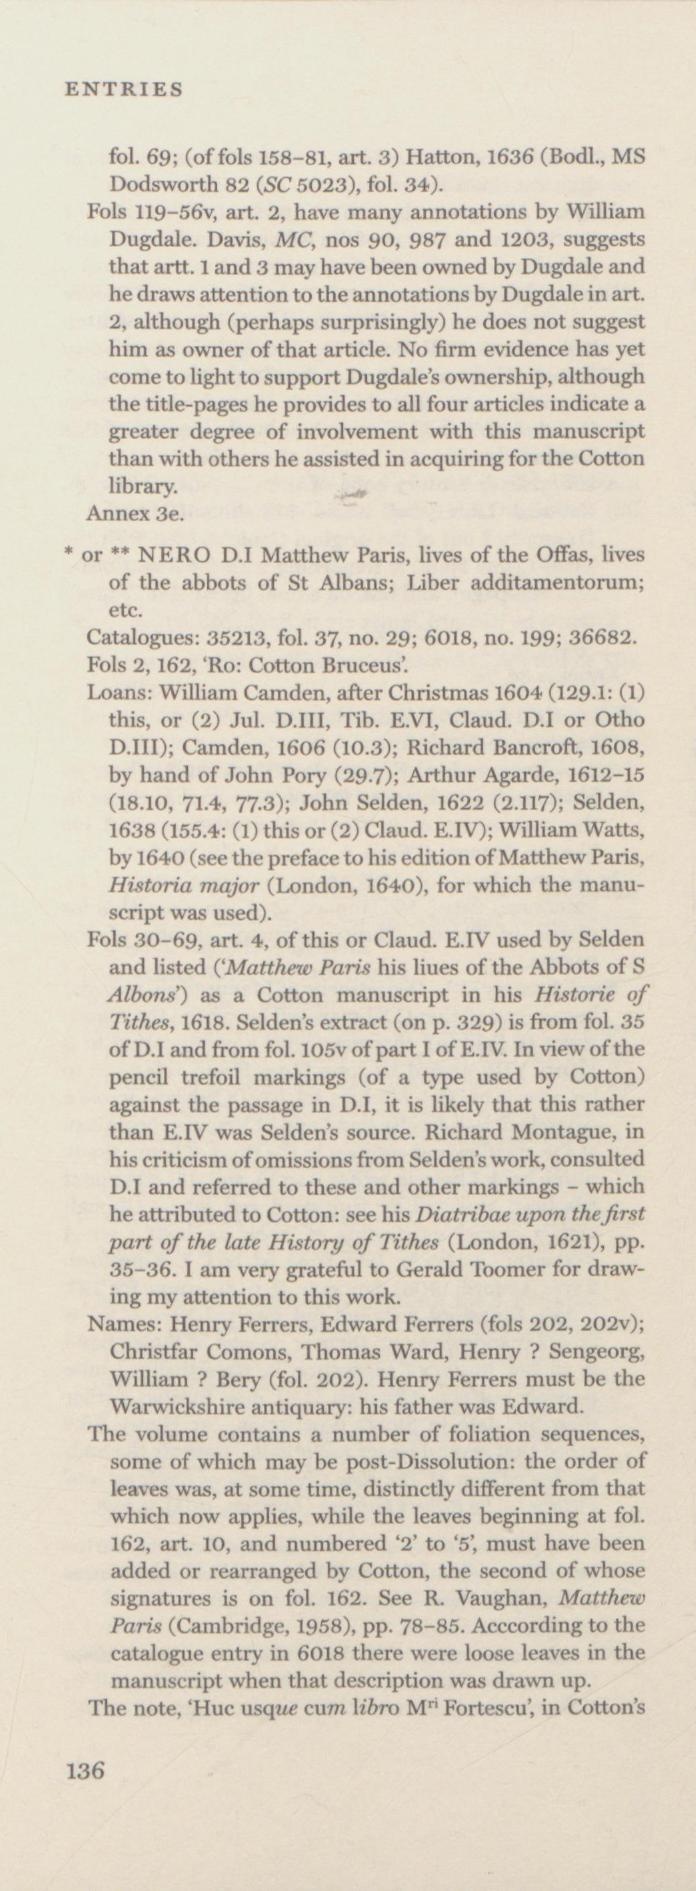 ENTRIES
fol. 69; (of fols 158–81, art. 3) Hatton, 1636 (Bodl., MS
Dodsworth 82 (SC 5023), fol. 34).
Fols 119–56v, art. 2, have many annotations by William
Dugdale. Davis, MC, nos 90, 987 and 1203, suggests
that artt. 1 and 3 may have been owned by Dugdale and
he draws attention to the annotations by Dugdale in art.
2, although (perhaps surprisingly) he does not suggest
him as owner of that article. No firm evidence has yet
come to light to support Dugdale's ownership, although
the title-pages he provides to all four articles indicate a
greater degree of involvement with this manuscript
than with others he assisted in acquiring for the Cotton
library.
Annex 3e.
* or ** NERO D.I Matthew Paris, lives of the Offas, lives
of the abbots of St Albans; Liber additamentorum;
etc.
Catalogues: 35213, fol. 37, no. 29; 6018, no. 199; 36682.
Fols 2, 162, ‘Ro: Cotton Bruceus’.
Loans: William Camden, after Christmas 1604 (129.1: (1)
this, or (2) Jul. D.III, Tib. E.VI, Claud. D.I or Otho
D.III); Camden, 1606 (10.3); Richard Bancroft, 1608,
by hand of John Pory (29.7); Arthur Agarde, 1612–15
(18.10, 71.4, 77.3); John Selden, 1622 (2.117); Selden,
1638 (155.4: (1) this or (2) Claud. E.IV); William Watts,
by 1640 (see the preface to his edition of Matthew Paris,
Historia major (London, 1640), for which the manu-
script was used).
Fols 30–69, art. 4, of this or Claud. E.IV used by Selden
and listed (‘Matthew Paris his liues of the Abbots of S
Albons’) as a Cotton manuscript in his Historie of
Tithes, 1618. Selden's extract (on p. 329) is from fol. 35
of D.I and from fol. 105v of part I of E.IV. In view of the
pencil trefoil markings (of a type used by Cotton)
against the passage in D.I, it is likely that this rather
than E.IV was Selden's source. Richard Montague, in
his criticism of omissions from Selden's work, consulted
D.I and referred to these and other markings – which
he attributed to Cotton: see his Diatribae upon the first
part of the late History of Tithes (London, 1621), pp.
35–36. I am very grateful to Gerald Toomer for draw-
ing my attention to this work.
Names: Henry Ferrers, Edward Ferrers (fols 202, 202v);
Christfar Comons, Thomas Ward, Henry ? Sengeorg,
William ? Bery (fol. 202). Henry Ferrers must be the
Warwickshire antiquary: his father was Edward.
The volume contains a number of foliation sequences,
some of which may be post-Dissolution: the order of
leaves was, at some time, distinctly different from that
which now applies, while the leaves beginning at fol.
162, art. 10, and numbered ‘2’ to ‘5’, must have been
added or rearranged by Cotton, the second of whose
signatures is on fol. 162. See R. Vaughan, Matthew
Paris (Cambridge, 1958), pp. 78–85. Acccording to the
catalogue entry in 6018 there were loose leaves in the
manuscript when that description was drawn up.
The note, ‘Huc usque cum libro Mʳⁱ Fortescu’, in Cotton's
136